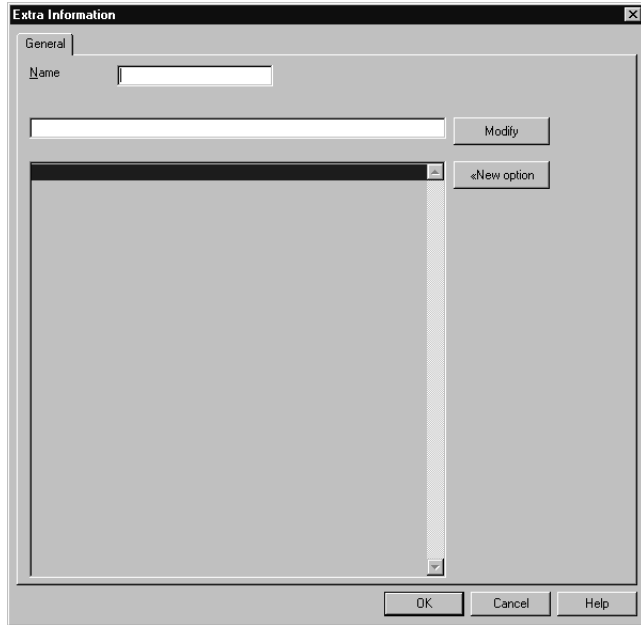 Extra Information
General
Name
Modify
«New option
OK
Cancel
Help